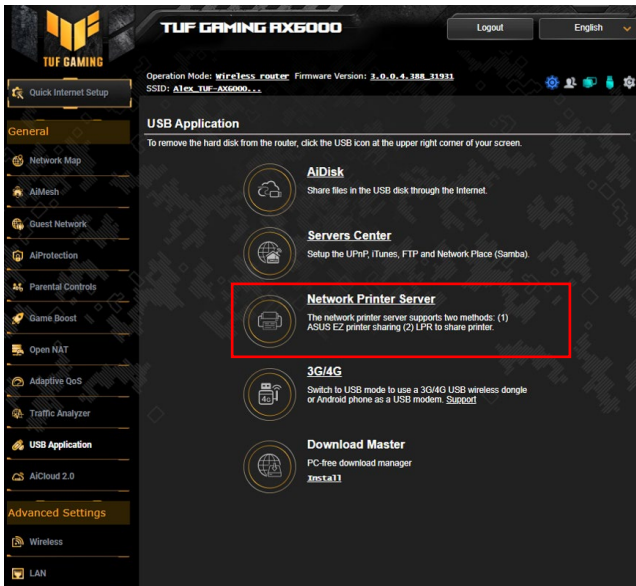 TUF GAMING AX6000
Logout
English
TUF GAMING
Quick Internet Setup
Operation Mode: Wireless router Firmware Version: 3.0.0.4.388_31931
SSID: Alex_TUF-AX6000...
General
Network Map
AiMesh
Guest Network
AiProtection
Parental Controls
Game Boost
Open NAT
Adaptive QoS
Traffic Analyzer
USB Application
AiCloud 2.0
Advanced Settings
Wireless
LAN
USB Application
To remove the hard disk from the router, click the USB icon at the upper right corner of your screen.
AiDisk
Share files in the USB disk through the Internet.
Servers Center
Setup the UPnP, iTunes, FTP and Network Place (Samba).
Network Printer Server
The network printer server supports two methods: (1)
ASUS EZ printer sharing (2) LPR to share printer.
4G
3G/4G
Switch to USB mode to use a 3G/4G USB wireless dongle
or Android phone as a USB modem. Support
Download Master
PC-free download manager
Install